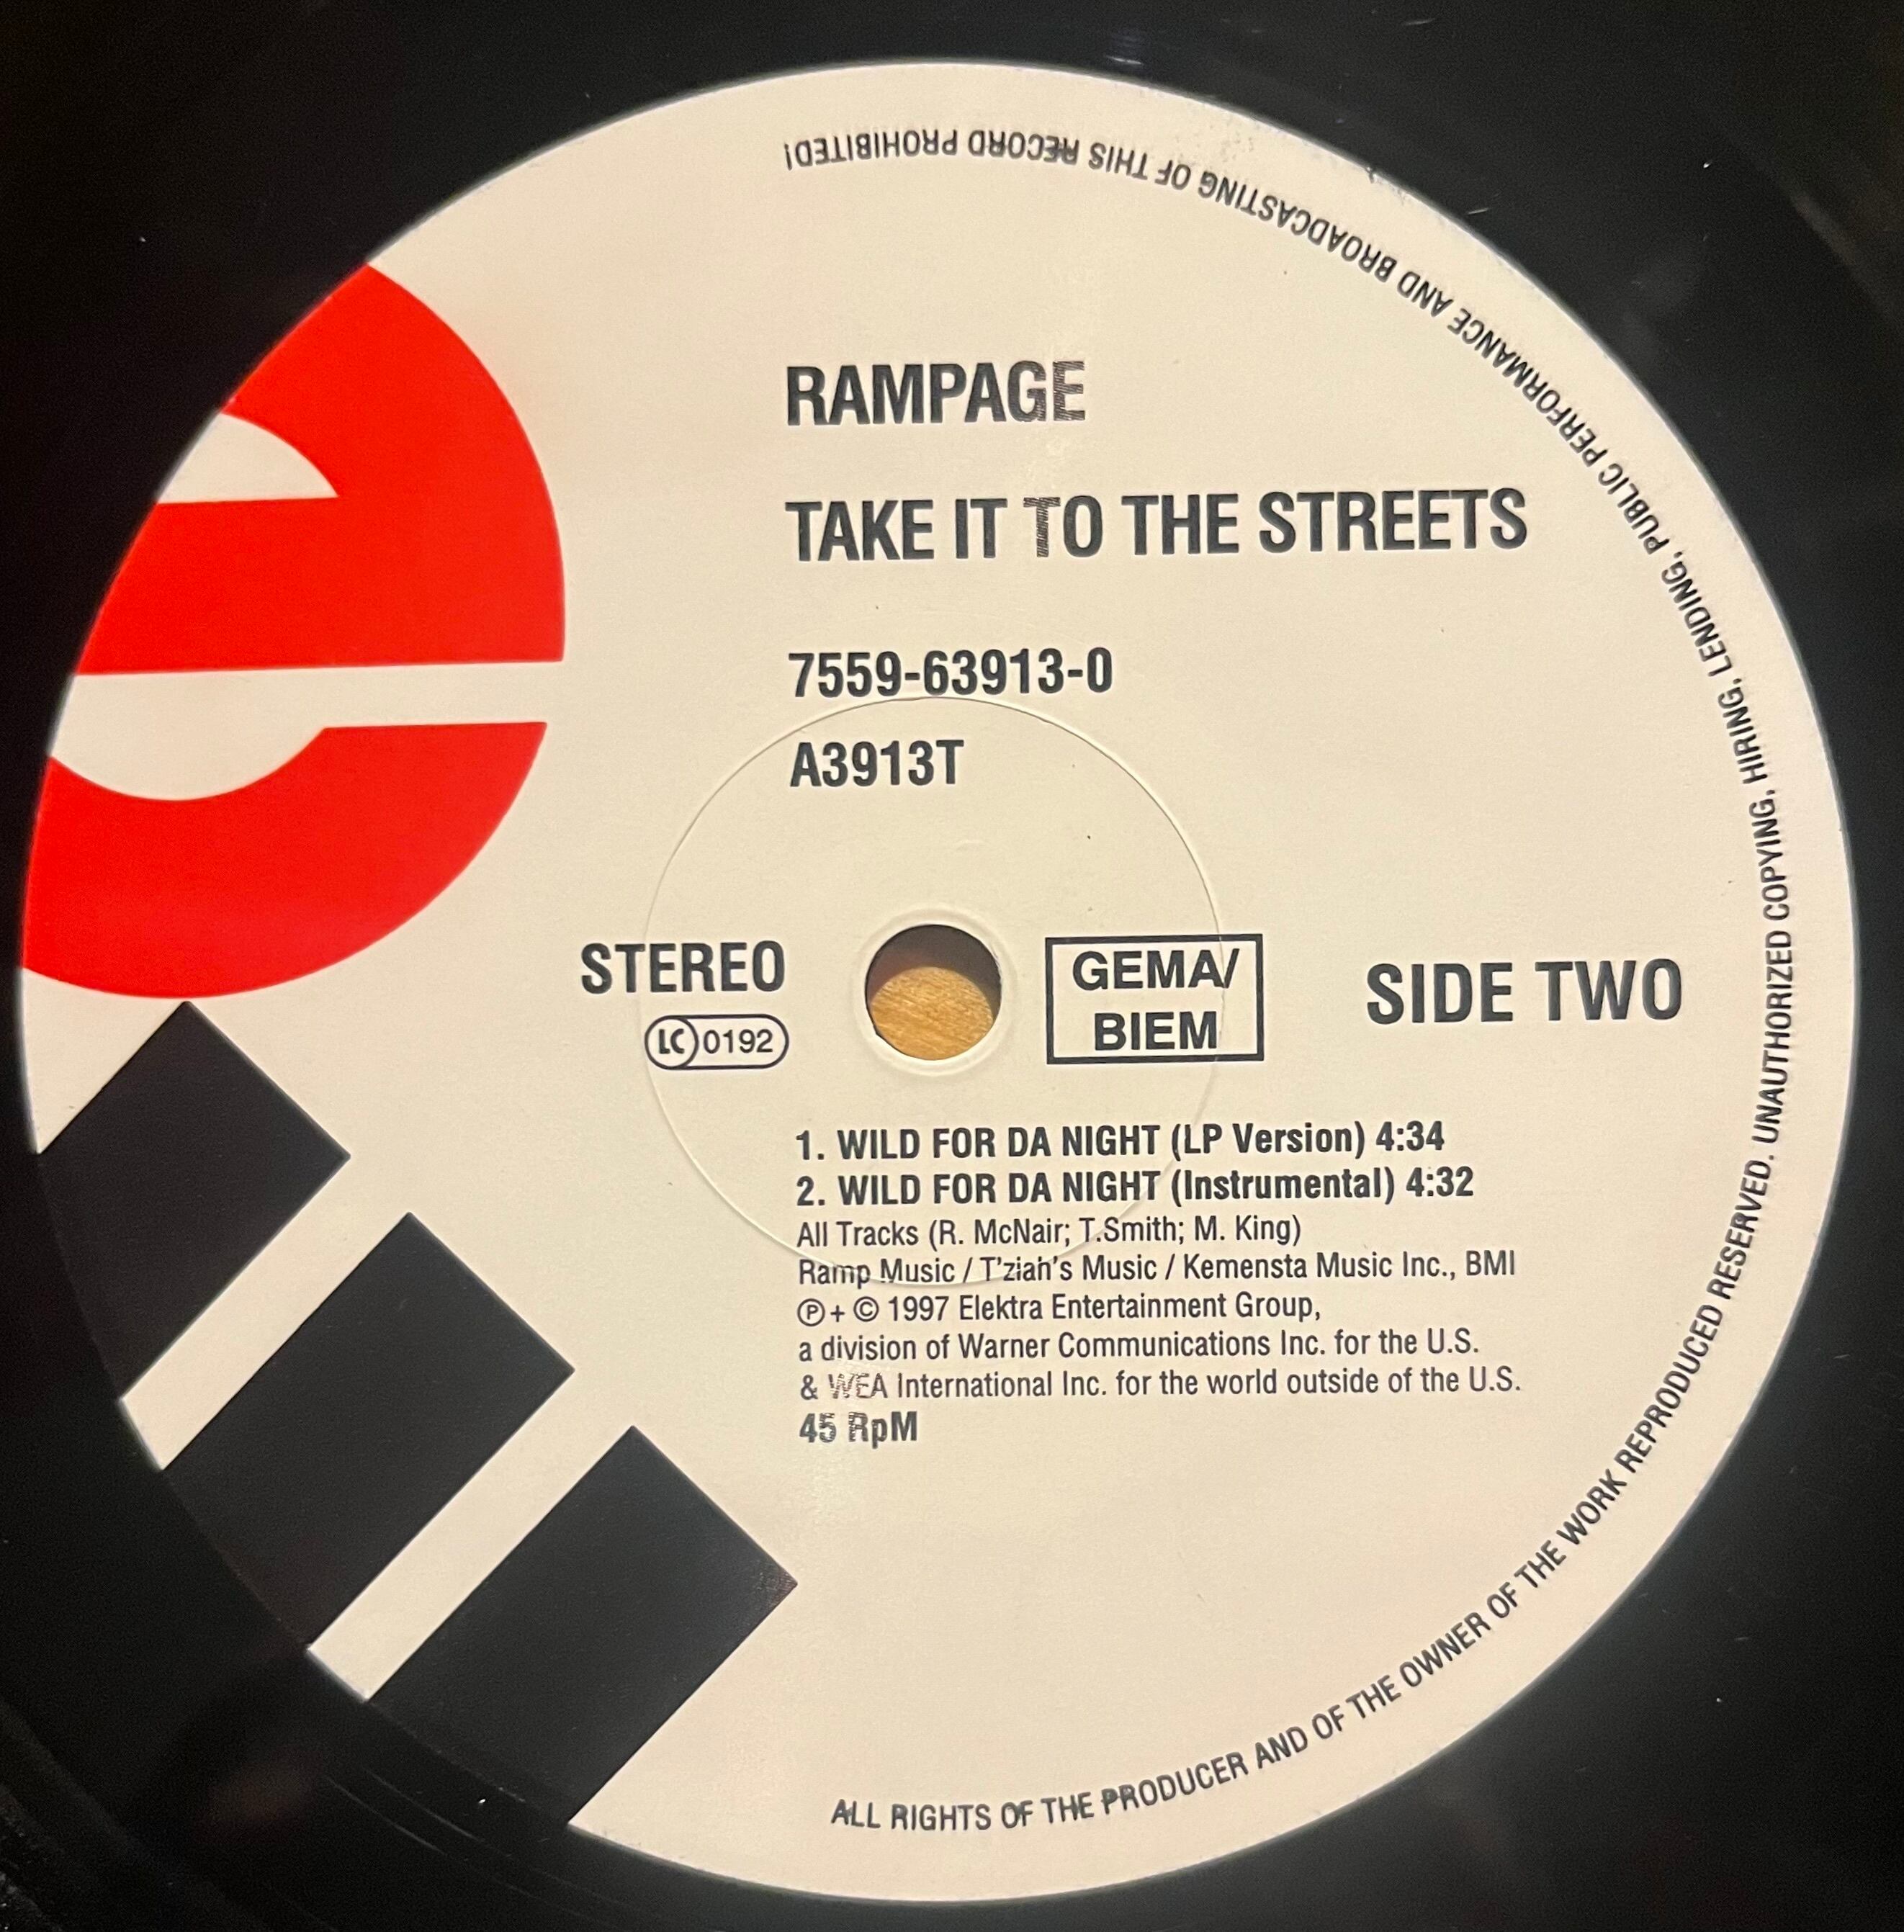 RAMPAGE
TAKE IT TO THE STREETS
7559-63913-0
A3913T
STEREO
LC 0192
GEMA/
BIEM
SIDE TWO
1. WILD FOR DA NIGHT (LP Version) 4:34
2. WILD FOR DA NIGHT (Instrumental) 4:32
All Tracks (R. McNair; T.Smith; M. King)
Ramp Music / T'ziah's Music / Kemensta Music Inc., BMI
Ⓟ+ © 1997 Elektra Entertainment Group,
a division of Warner Communications Inc. for the U.S.
& WEA International Inc. for the world outside of the U.S.
45 RpM
ALL RIGHTS OF THE PRODUCER AND OF THE OWNER OF THE WORK REPRODUCED RESERVED. UNAUTHORIZED COPYING, HIRING, LENDING, PUBLIC PERFORMANCE AND BROADCASTING OF THIS RECORD PROHIBITED!
e